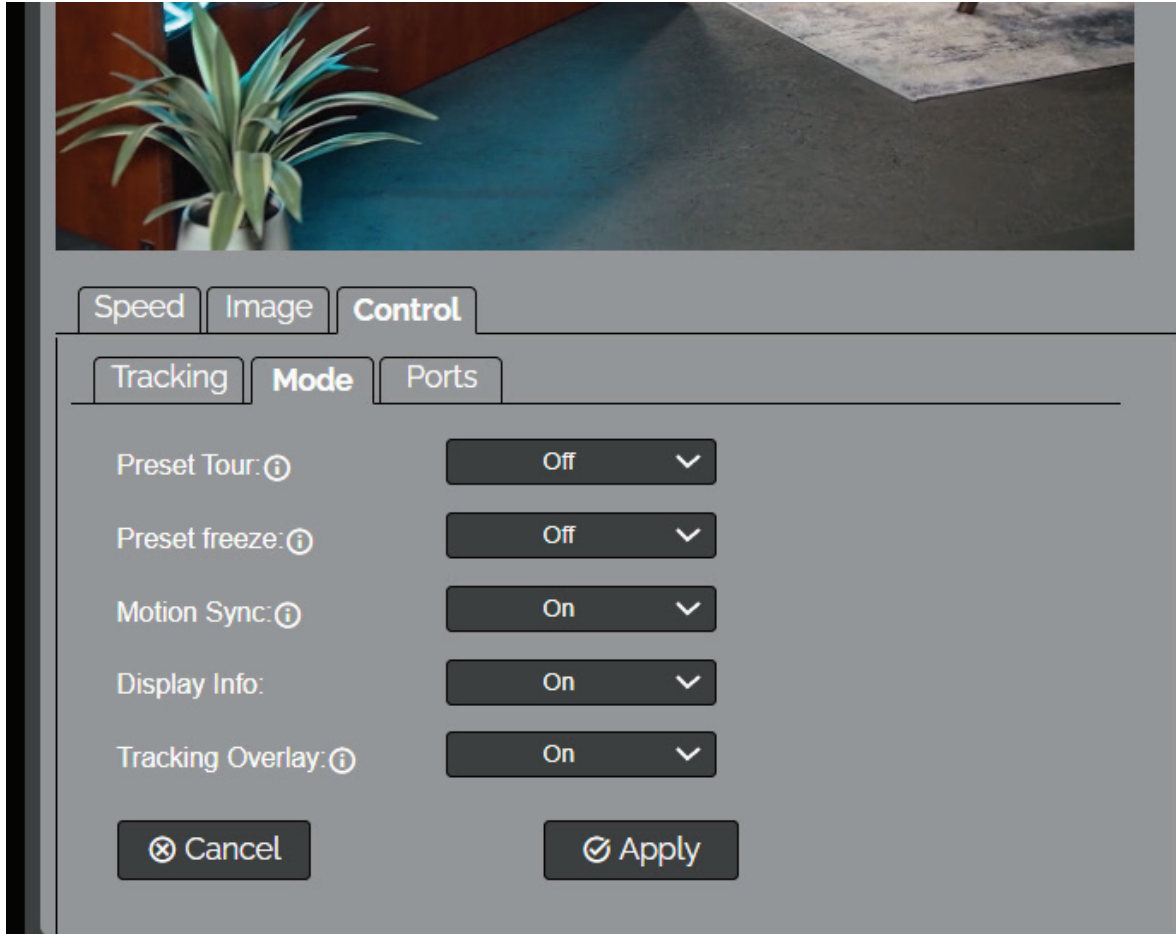 Speed Image Control
Tracking Mode Ports
Preset Tour: Off
Preset freeze: Off
Motion Sync: On
Display Info: On
Tracking Overlay: On
Cancel Apply